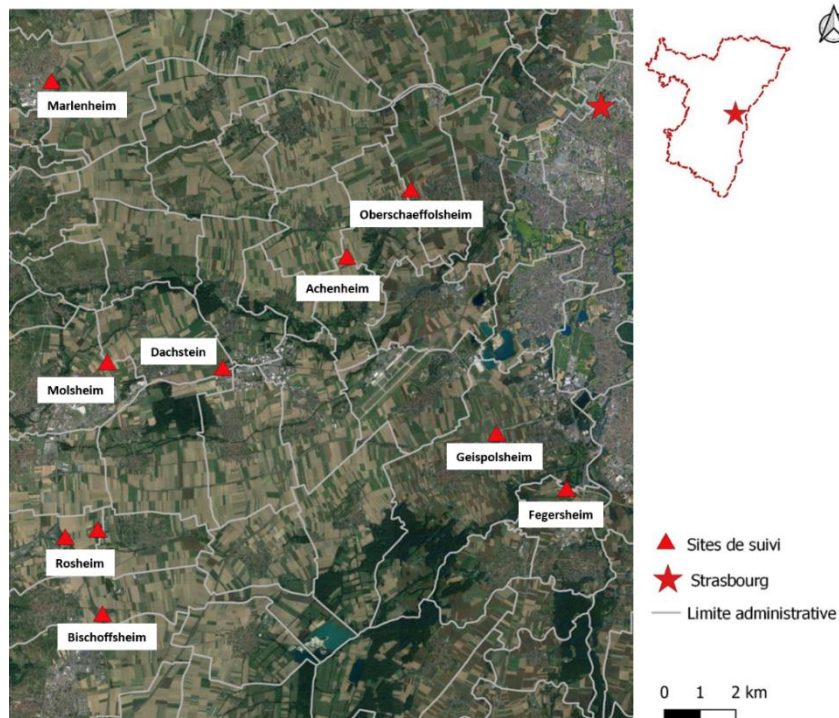 Marlenheim
Oberschaeffolsheim
Achenheim
Dachstein
Molsheim
Geispolsheim
Fegersheim
Rosheim
Bischoffsheim
Sites de suivi
Strasbourg
Limite administrative
0 1 2 km